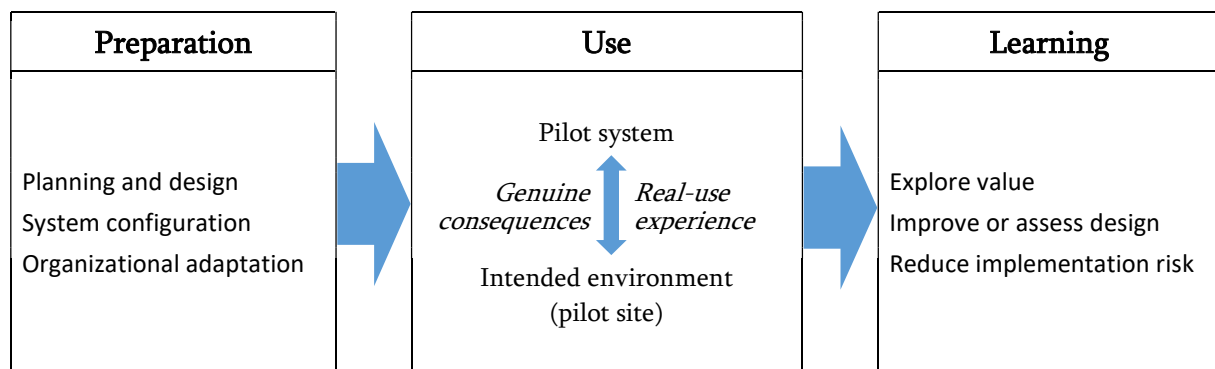 Preparation
Planning and design
System configuration
Organizational adaptation
Use
Pilot system
Genuine consequences
Real-use experience
Intended environment
(pilot site)
Learning
Explore value
Improve or assess design
Reduce implementation risk